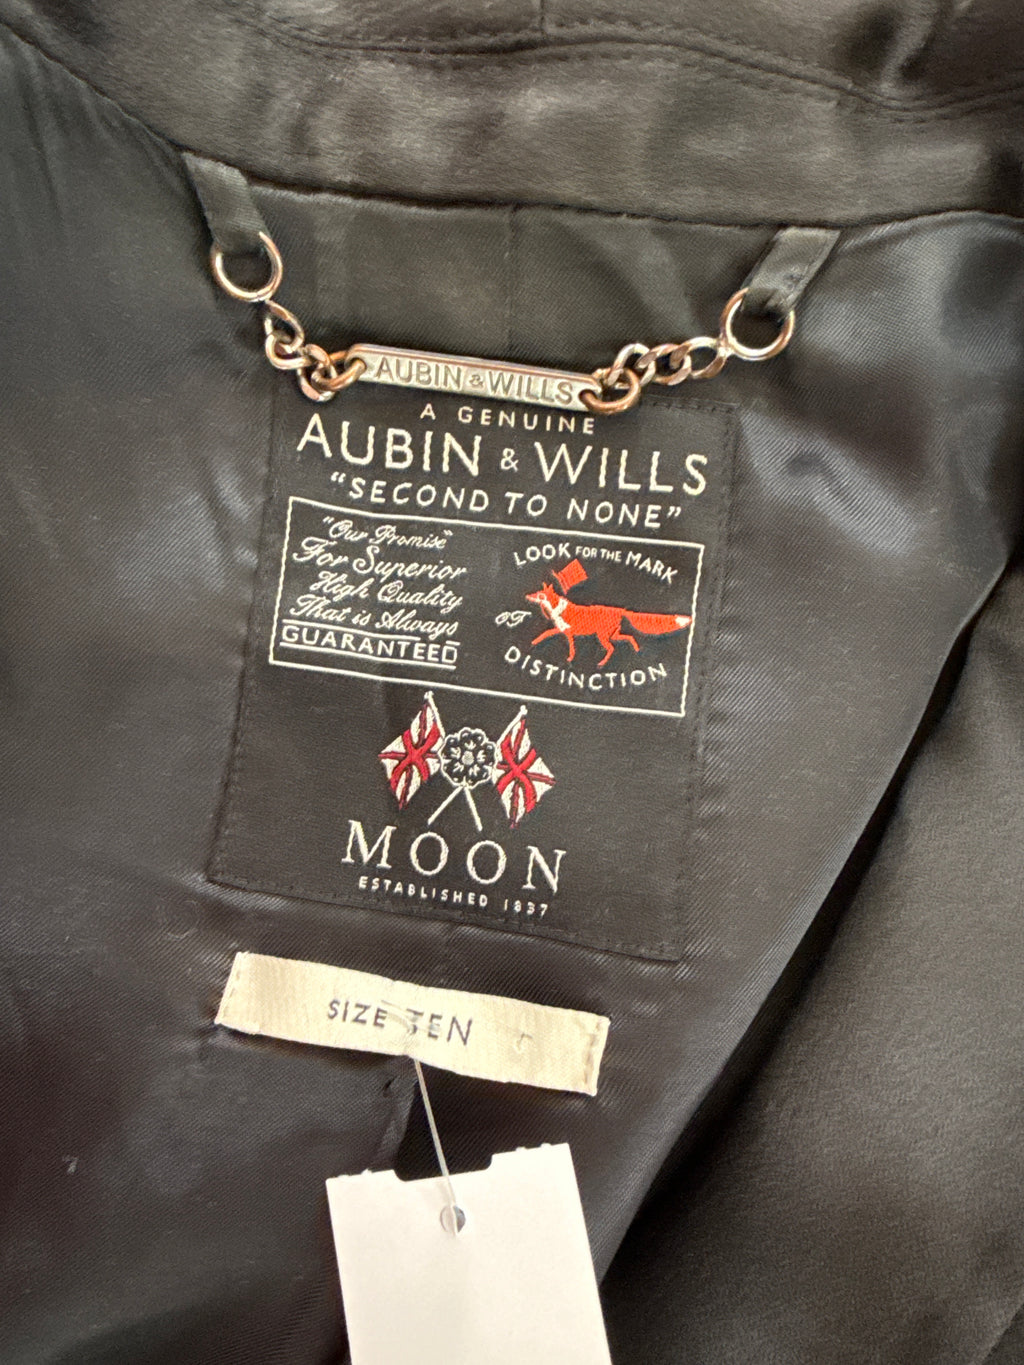 AUBIN & WILLS
A GENUINE
AUBIN & WILLS
"SECOND TO NONE"
"Our Promise"
For Superior
High Quality
That is Always
GUARANTEED
LOOK FOR THE MARK
OF
DISTINCTION
MOON
ESTABLISHED 1837
SIZE TEN